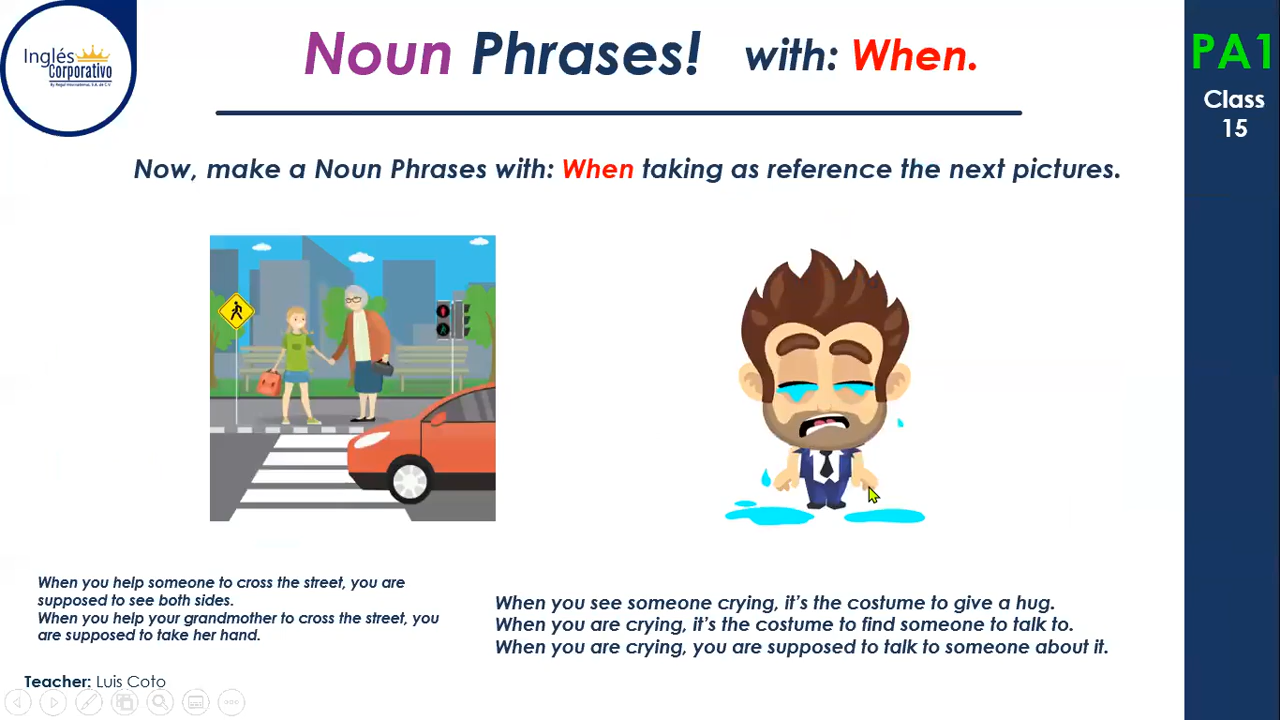 Inglés
Corporativo
Noun Phrases! with: When.
PA1
Class
15
Now, make a Noun Phrases with: When taking as reference the next pictures.
When you help someone to cross the street, you are
supposed to see both sides.
When you help your grandmother to cross the street, you
are supposed to take her hand.
When you see someone crying, it's the costume to give a hug.
When you are crying, it's the costume to find someone to talk to.
When you are crying, you are supposed to talk to someone about it.
Teacher: Luis Coto